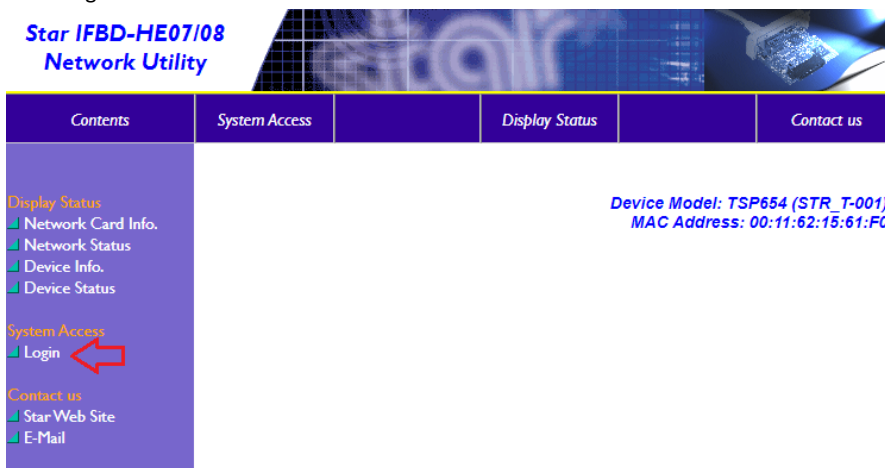 Star IFBD-HE07/08
Network Utility
star
Contents
System Access
Display Status
Contact us
Device Model: TSP654 (STR_T-001)
MAC Address: 00:11:62:15:61:F0
Display Status
Network Card Info.
Network Status
Device Info.
Device Status
System Access
Login
Contact us
Star Web Site
E-Mail